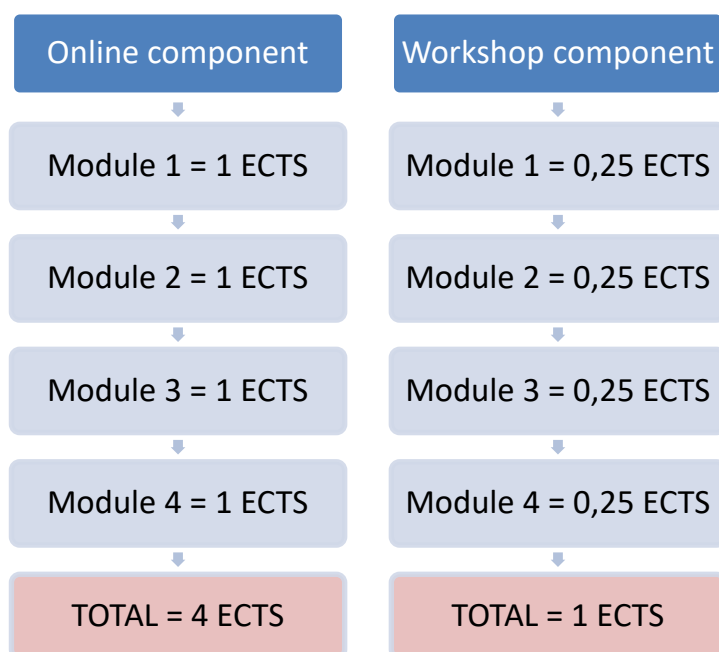 Online component
Module 1 = 1 ECTS
Module 2 = 1 ECTS
Module 3 = 1 ECTS
Module 4 = 1 ECTS
TOTAL = 4 ECTS
Workshop component
Module 1 = 0,25 ECTS
Module 2 = 0,25 ECTS
Module 3 = 0,25 ECTS
Module 4 = 0,25 ECTS
TOTAL = 1 ECTS